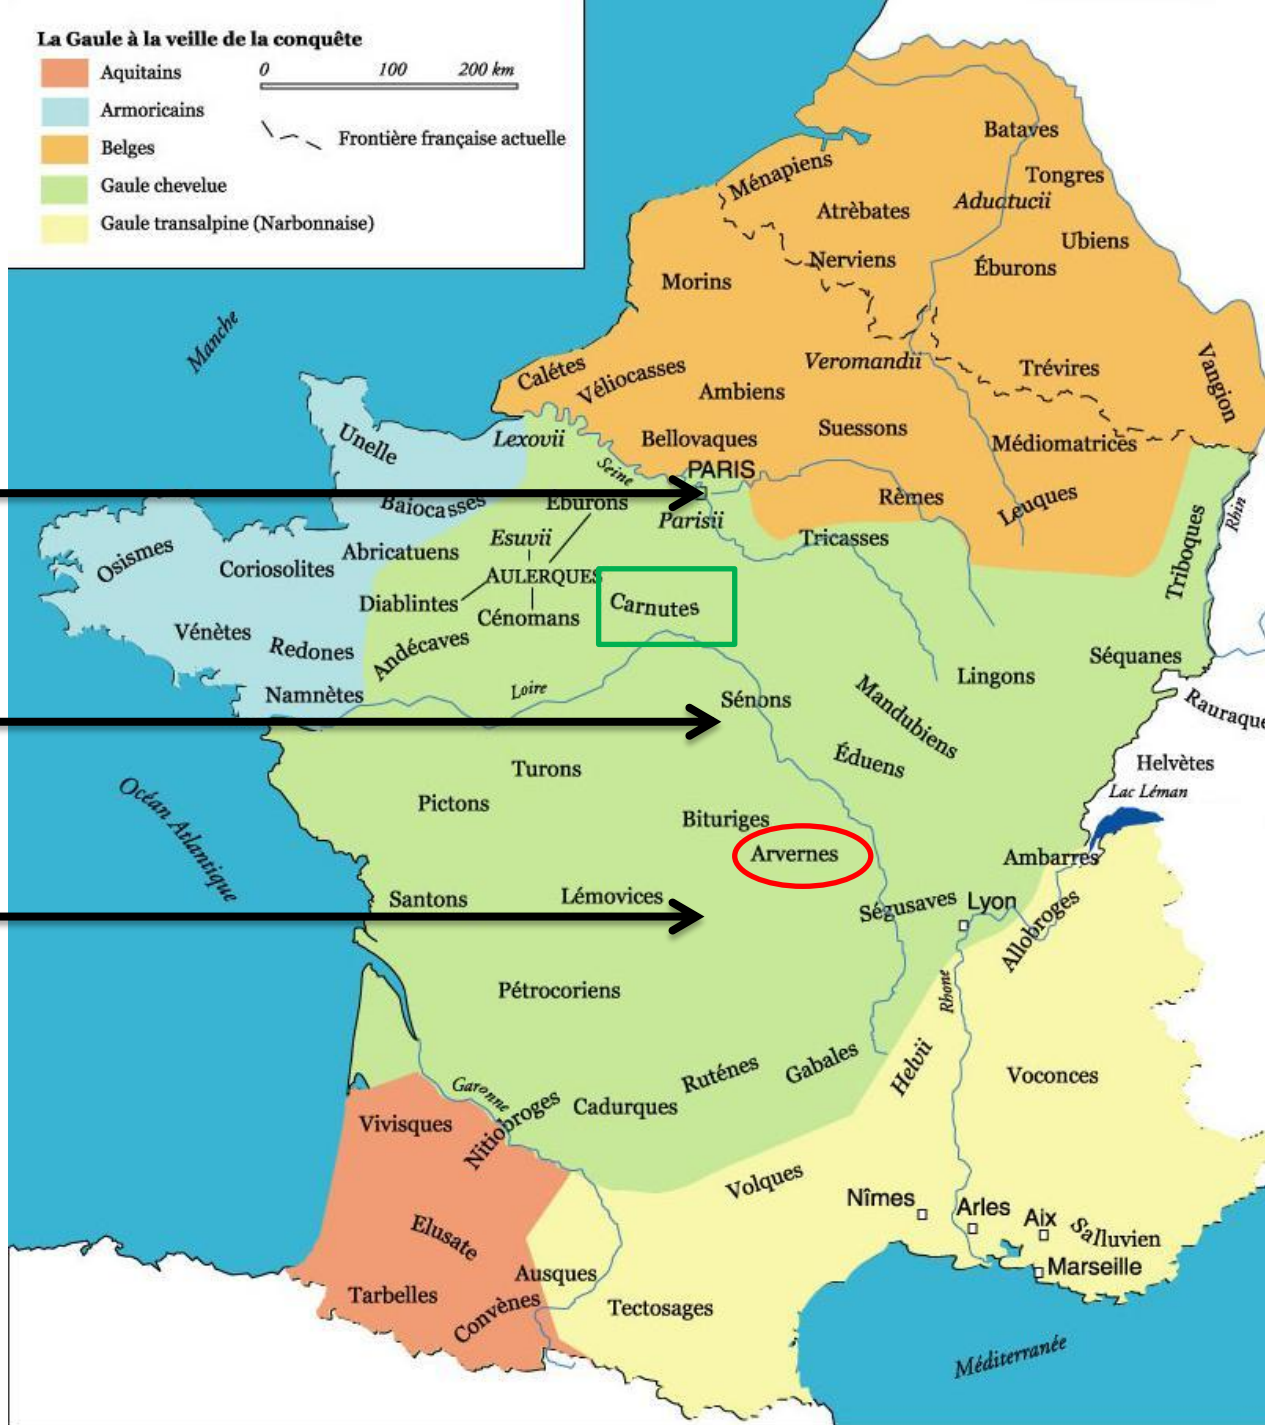 La Gaule à la veille de la conquête
Aquitains
Armoricains
Belges
Gaule chevelue
Gaule transalpine (Narbonnaise)
0 100 200 km
Frontière française actuelle
Bataves
Ménapiens
Tongres
Aduatucii
Atrèbates
Ubiens
Nerviens
Éburons
Morins
Manche
Veromandii
Trévires
Vangion
Calétes
Véliocasses
Ambiens
Suessons
Unelle
Lexovii
Bellovaques
Médiomatrices
Seine
PARIS
Rèmes
Leuques
Rhin
Baiocasses
Eburons
Parisii
Tricasses
Triboques
Osismes
Coriosolites
Abricatuens
Esuvii
AULERQUES
Diablintes
Cénomans
Carnutes
Vénètes
Redones
Andécaves
Séquanes
Namnètes
Loire
Sénons
Lingons
Mandubiens
Rauraque
Éduens
Helvètes
Lac Léman
Turons
Pictons
Océan Atlantique
Bituriges
Arvernes
Ambarres
Santons
Lémovices
Ségusaves
Lyon
Allobroges
Pétrocoriens
Rhone
Helvii
Voconces
Gabales
Ruténes
Garonne
Cadurques
Nitiobroges
Vivisques
Volques
Nîmes
Arles
Aix
Salluvien
Marseille
Elusate
Ausques
Tarbelles
Convènes
Tectosages
Méditerranée